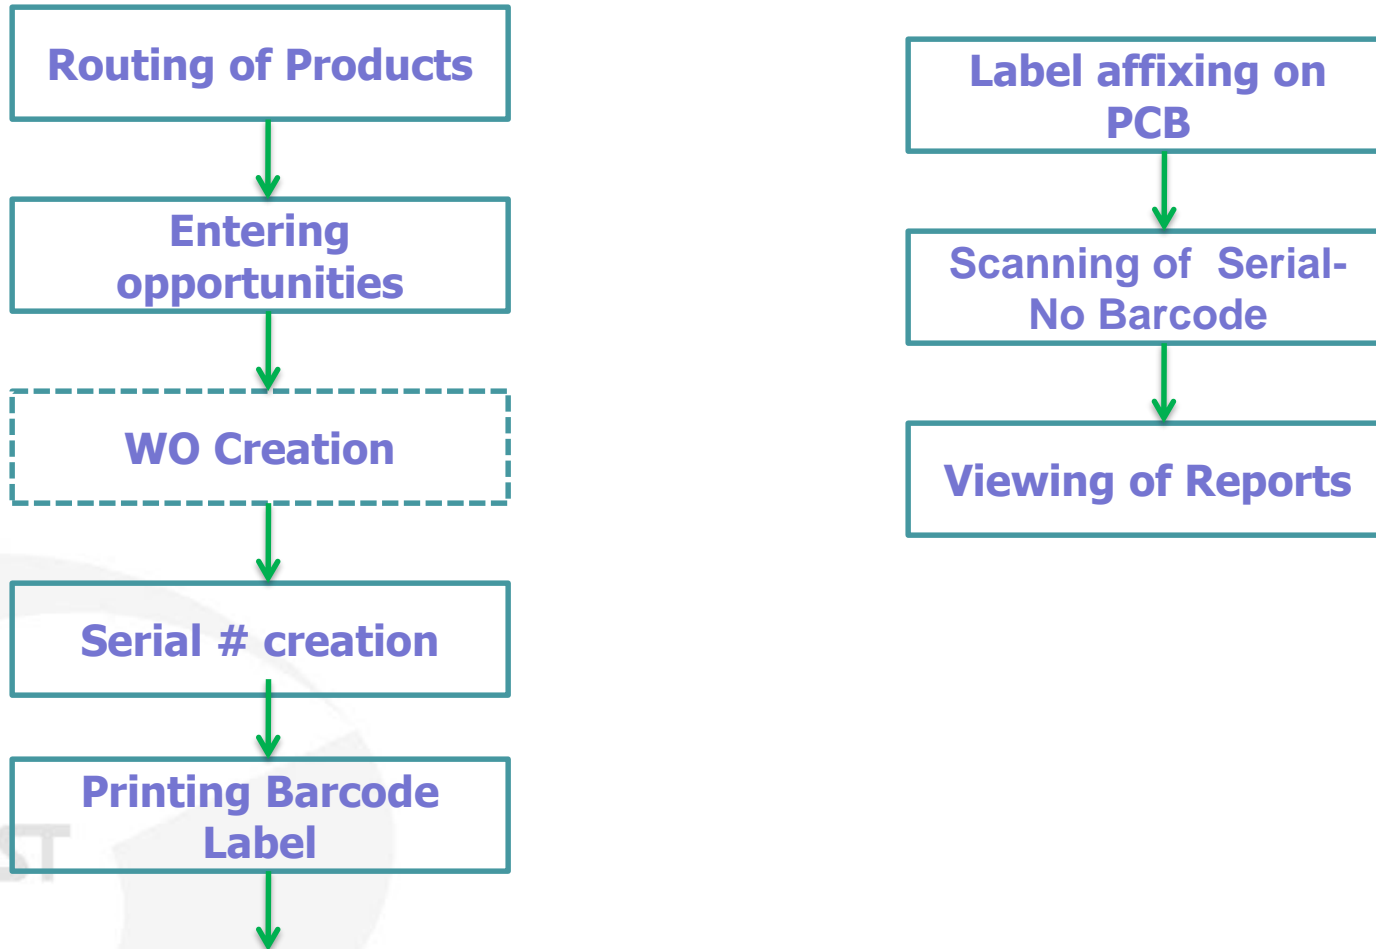 Routing of Products
Entering
opportunities
WO Creation
Serial # creation
Printing Barcode
Label
Label affixing on
PCB
Scanning of  Serial-
No Barcode
Viewing of Reports